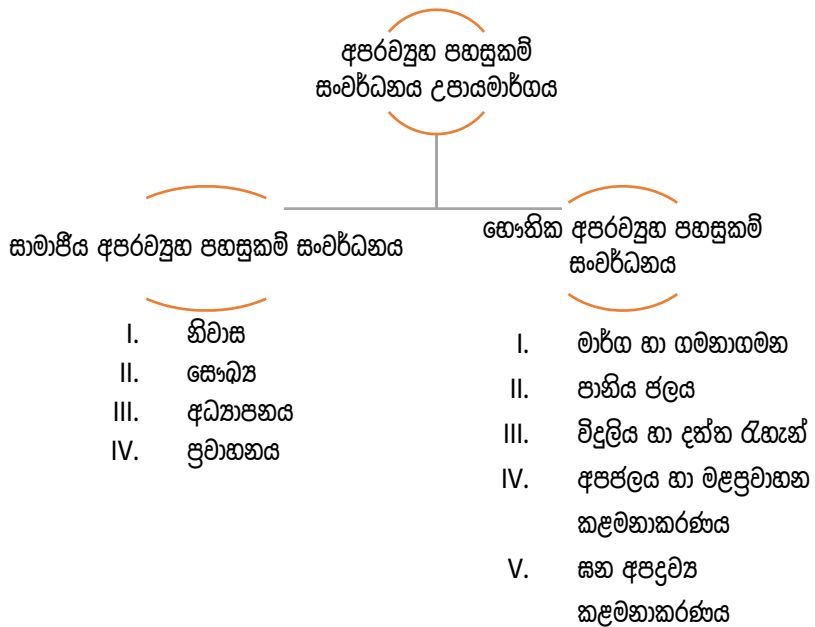 අපරව්‍යුහ පහසුකම්
සංවර්ධනය උපායමාර්ගය
සාමාජීය අපරව්‍යුහ පහසුකම් සංවර්ධනය
I. නිවාස
II. සෞඛ්‍ය
III. අධ්‍යාපනය
IV. ප්‍රවාහනය
භෞතික අපරව්‍යුහ පහසුකම්
සංවර්ධනය
I. මාර්ග හා ගමනාගමන
II. පානිය ජලය
III. විදුලිය හා දත්ත රැහැන්
IV. අපජලය හා මළප්‍රවාහන
කළමනාකරණය
V. ඝන අපද්‍රව්‍ය
කළමනාකරණය